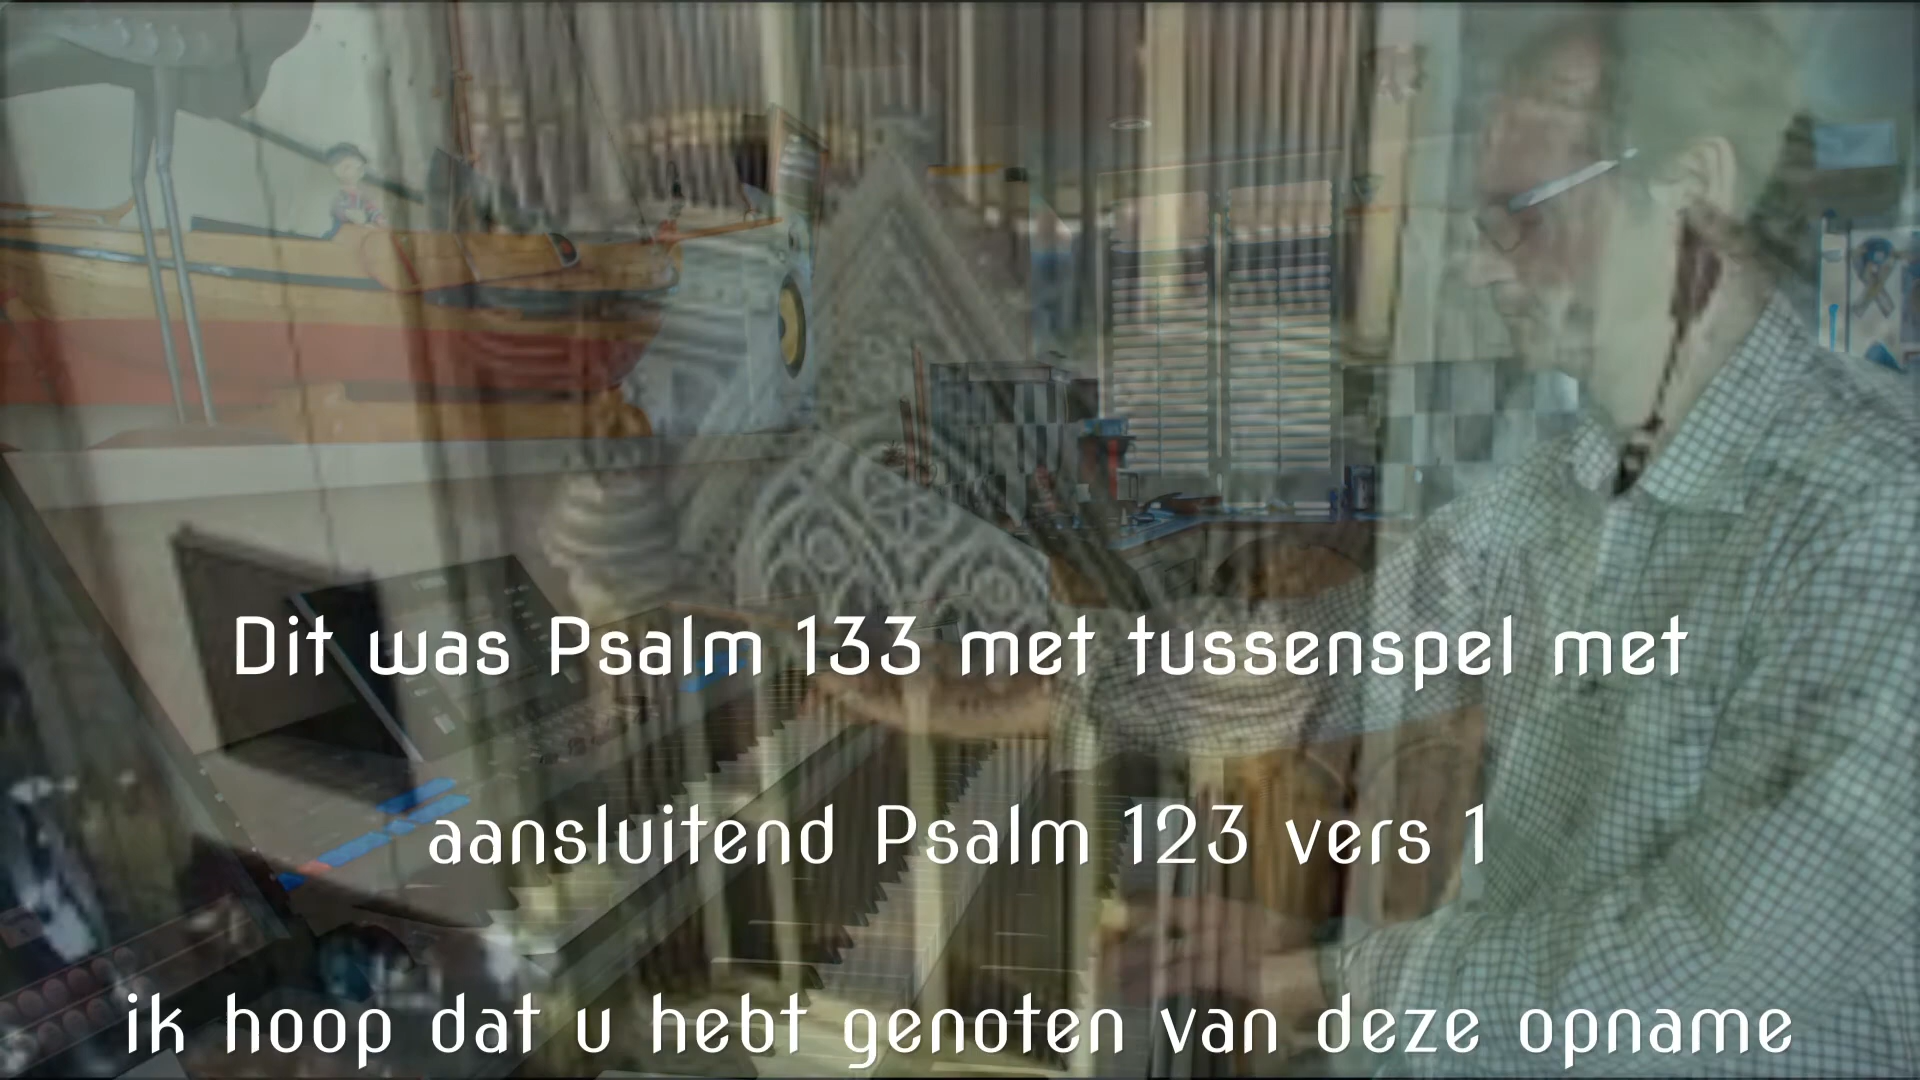 Dit was Psalm 133 met tussenspel met
aansluitend Psalm 123 vers 1
ik hoop dat u hebt genoten van deze opname